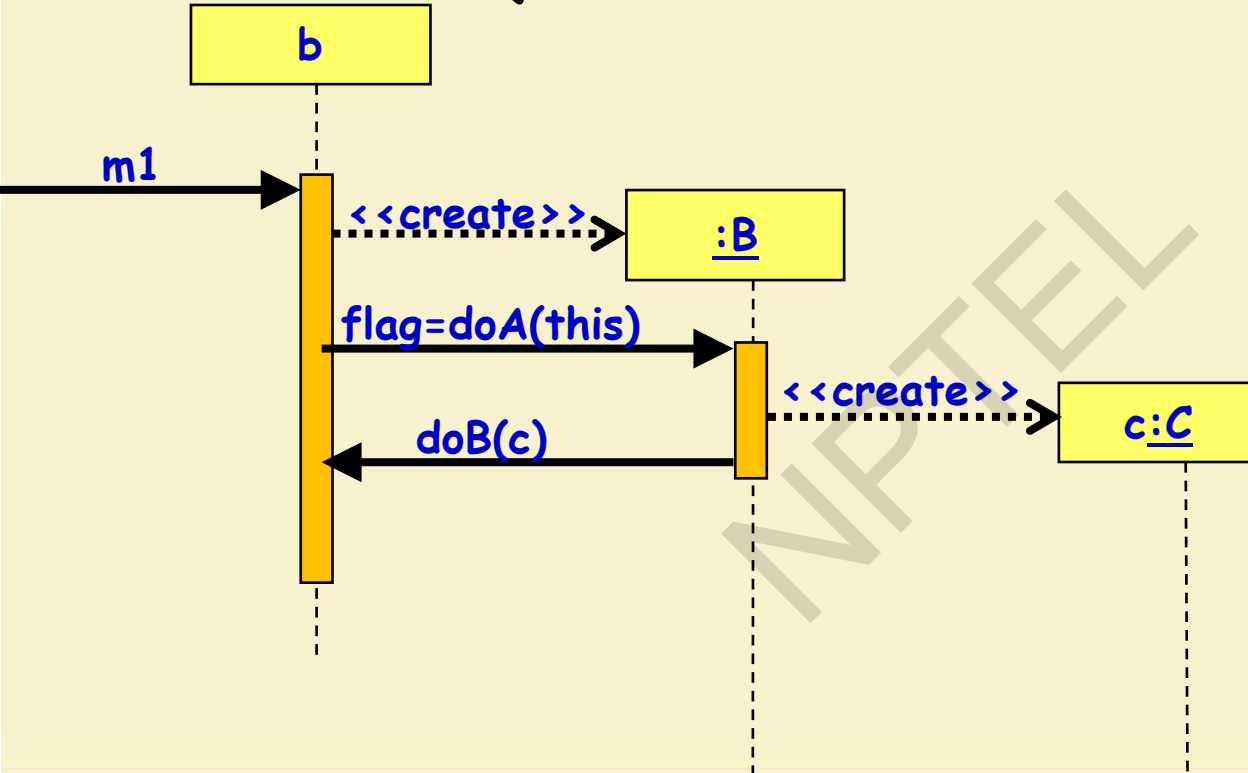 b
m1
<<create>>
:B
flag=doA(this)
<<create>>
c:C
doB(c)
NPTEL